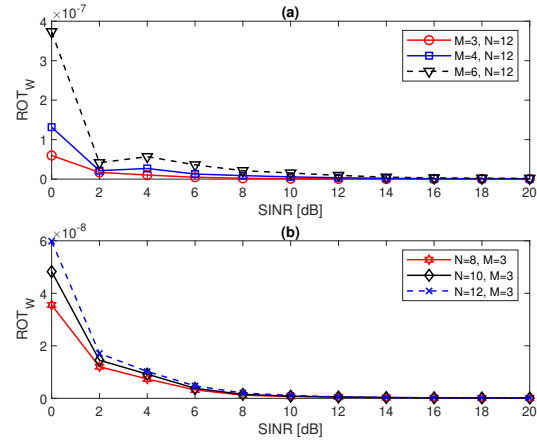 (a)
×10^-7
4
3
2
1
0
ROT_W
M=3, N=12
M=4, N=12
M=6, N=12
0 2 4 6 8 10 12 14 16 18 20
SINR [dB]
(b)
×10^-8
6
4
2
0
ROT_W
N=8, M=3
N=10, M=3
N=12, M=3
0 2 4 6 8 10 12 14 16 18 20
SINR [dB]